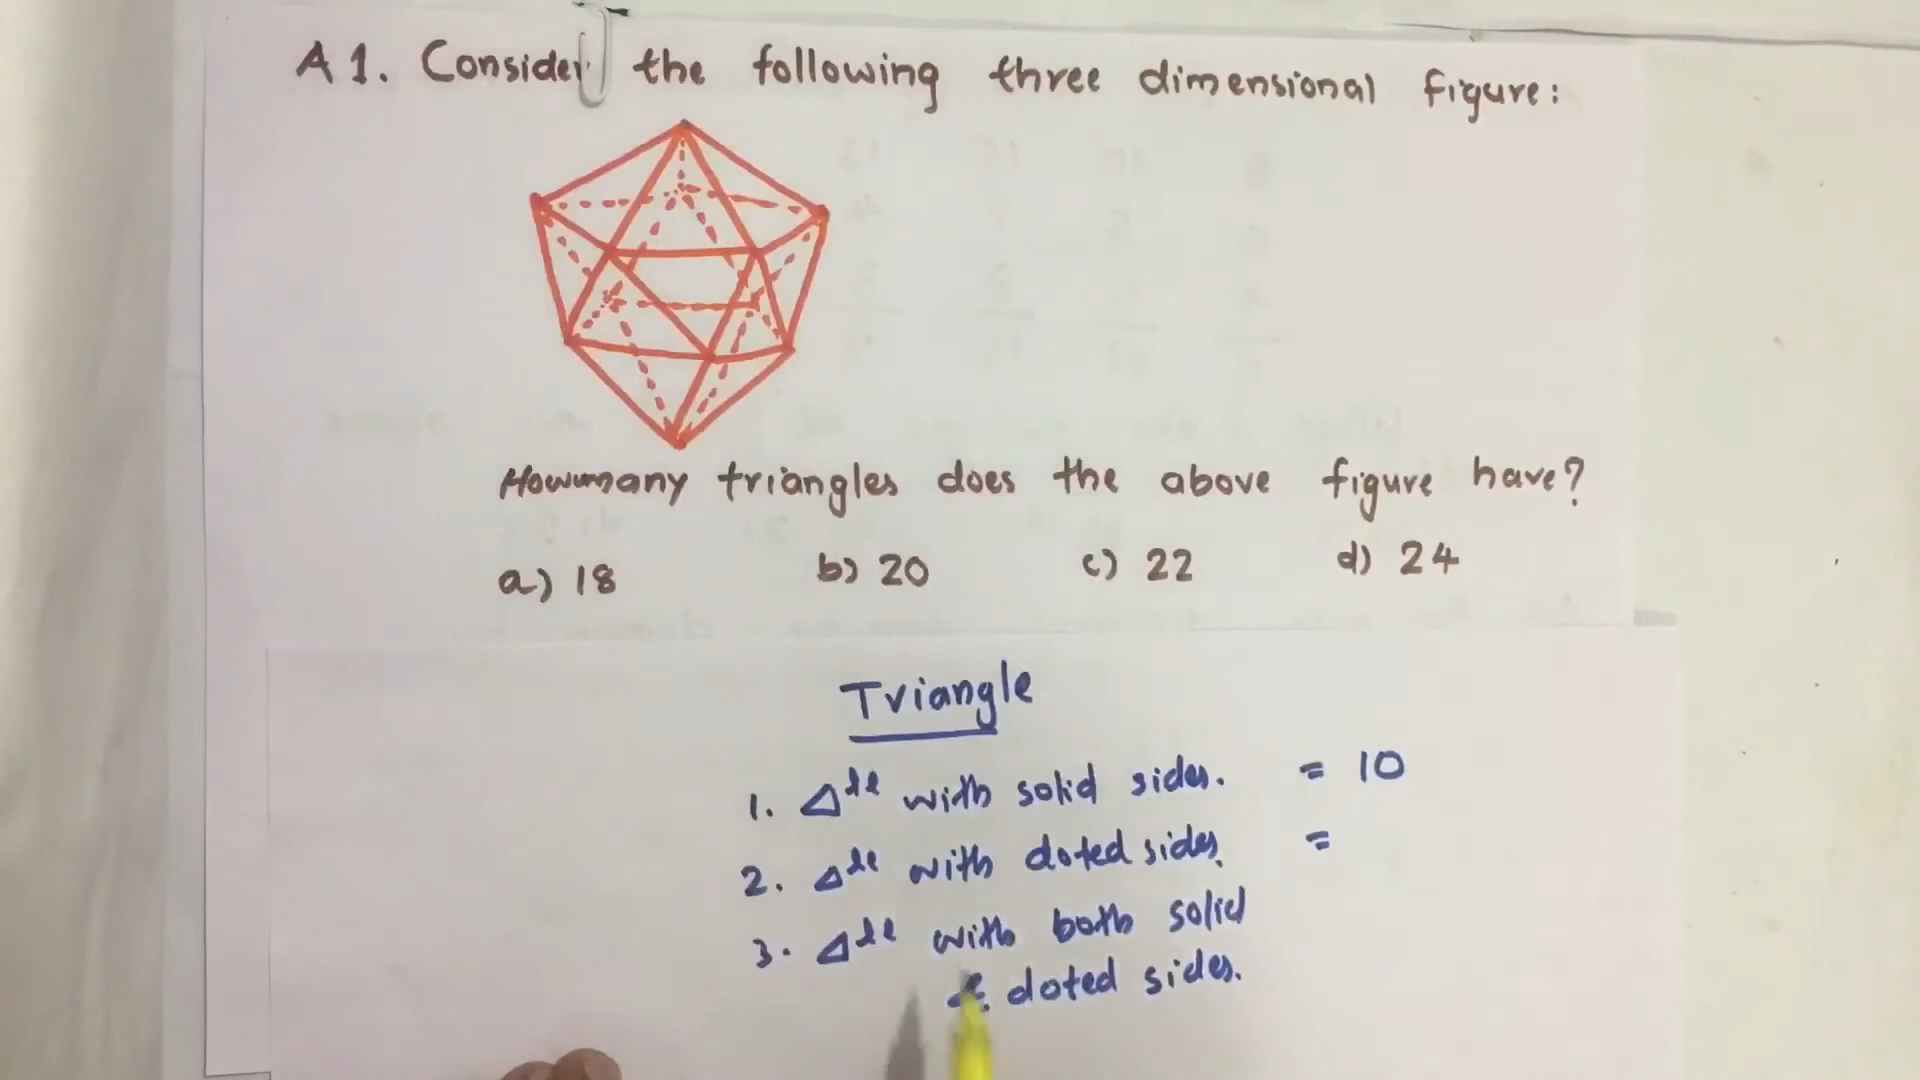 A1. Consider the following three dimensional figure:
Howmany triangles does the above figure have?
a) 18 b) 20 c) 22 d) 24
Triangle
1. Δle with solid sides. = 10
2. Δle with doted sides. =
3. Δle with both solid
&. doted sides.